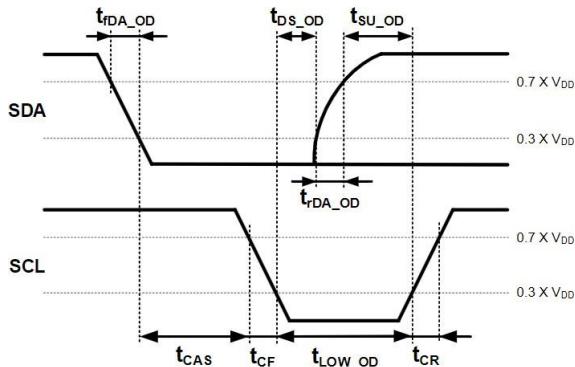 tfDA_OD tDS_OD tSU_OD
0.7 X VDD
SDA
0.3 X VDD
trDA_OD
0.7 X VDD
SCL
0.3 X VDD
tCAS tCF tLOW_OD tCR